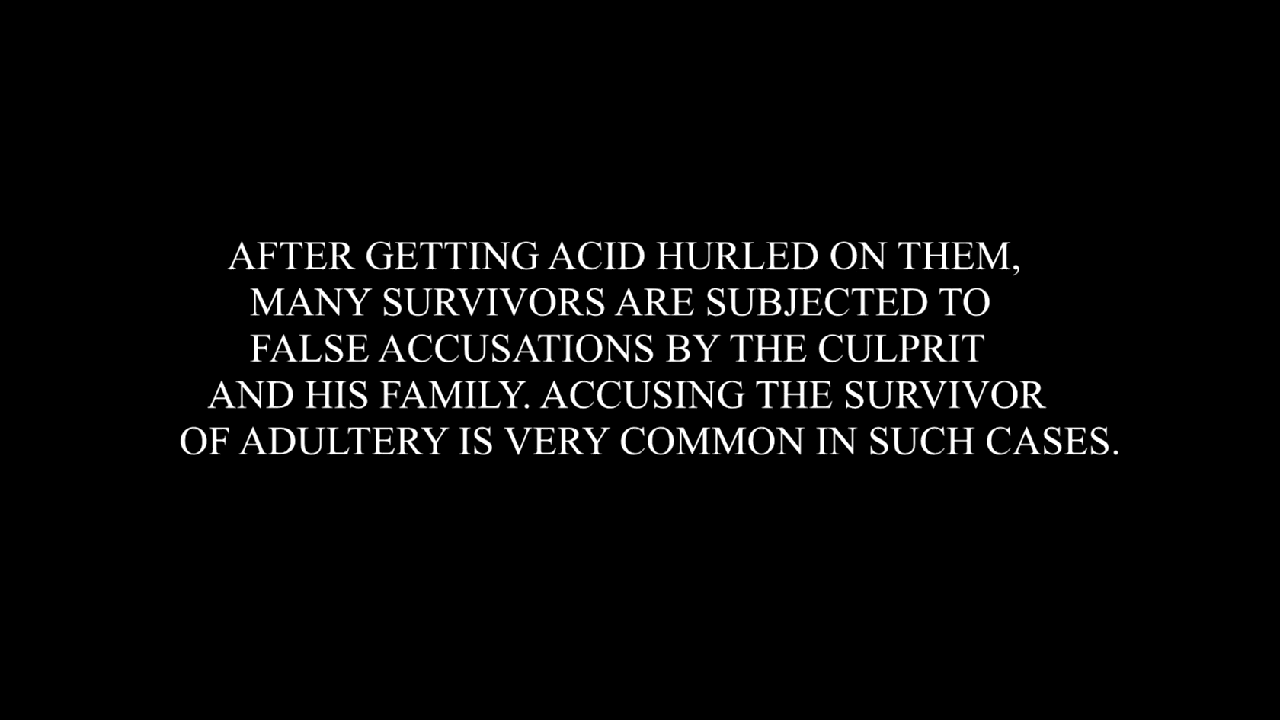 AFTER GETTING ACID HURLED ON THEM,
MANY SURVIVORS ARE SUBJECTED TO
FALSE ACCUSATIONS BY THE CULPRIT
AND HIS FAMILY. ACCUSING THE SURVIVOR
OF ADULTERY IS VERY COMMON IN SUCH CASES.